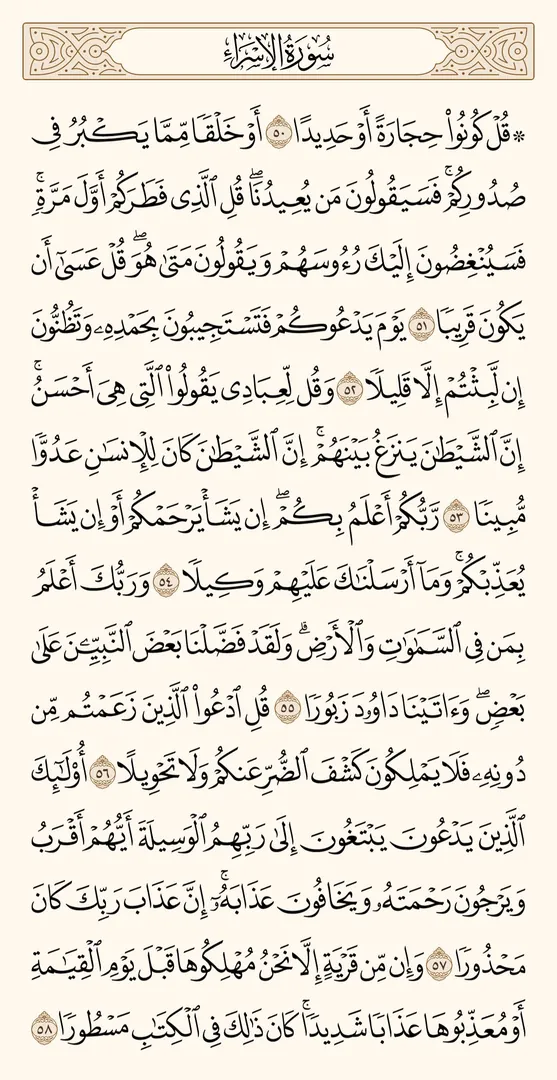 سُورَةُ الإِسْرَاءِ
۞ قُلْ كُونُوا۟ حِجَارَةً أَوْ حَدِيدًا ٥٠ أَوْ خَلْقًا مِّمَّا يَكْبُرُ فِى
صُدُورِكُمْ ۚ فَسَيَقُولُونَ مَن يُعِيدُنَا ۖ قُلِ ٱلَّذِى فَطَرَكُمْ أَوَّلَ مَرَّةٍ ۚ
فَسَيُنْغِضُونَ إِلَيْكَ رُءُوسَهُمْ وَيَقُولُونَ مَتَىٰ هُوَ ۖ قُلْ عَسَىٰٓ أَن
يَكُونَ قَرِيبًا ٥١ يَوْمَ يَدْعُوكُمْ فَتَسْتَجِيبُونَ بِحَمْدِهِۦ وَتَظُنُّونَ
إِن لَّبِثْتُمْ إِلَّا قَلِيلًا ٥٢ وَقُل لِّعِبَادِى يَقُولُوا۟ ٱلَّتِى هِىَ أَحْسَنُ ۚ
إِنَّ ٱلشَّيْطَـٰنَ يَنزَغُ بَيْنَهُمْ ۚ إِنَّ ٱلشَّيْطَـٰنَ كَانَ لِلْإِنسَـٰنِ عَدُوًّا
مُّبِينًا ٥٣ رَّبُّكُمْ أَعْلَمُ بِكُمْ ۖ إِن يَشَأْ يَرْحَمْكُمْ أَوْ إِن يَشَأْ
يُعَذِّبْكُمْ ۚ وَمَآ أَرْسَلْنَـٰكَ عَلَيْهِمْ وَكِيلًا ٥٤ وَرَبُّكَ أَعْلَمُ
بِمَن فِى ٱلسَّمَـٰوَٰتِ وَٱلْأَرْضِ ۗ وَلَقَدْ فَضَّلْنَا بَعْضَ ٱلنَّبِيِّـۧنَ عَلَىٰ
بَعْضٍ ۖ وَءَاتَيْنَا دَاوُۥدَ زَبُورًا ٥٥ قُلِ ٱدْعُوا۟ ٱلَّذِينَ زَعَمْتُم مِّن
دُونِهِۦ فَلَا يَمْلِكُونَ كَشْفَ ٱلضُّرِّ عَنكُمْ وَلَا تَحْوِيلًا ٥٦ أُو۟لَـٰٓئِكَ
ٱلَّذِينَ يَدْعُونَ يَبْتَغُونَ إِلَىٰ رَبِّهِمُ ٱلْوَسِيلَةَ أَيُّهُمْ أَقْرَبُ
وَيَرْجُونَ رَحْمَتَهُۥ وَيَخَافُونَ عَذَابَهُۥٓ ۚ إِنَّ عَذَابَ رَبِّكَ كَانَ
مَحْذُورًا ٥٧ وَإِن مِّن قَرْيَةٍ إِلَّا نَحْنُ مُهْلِكُوهَا قَبْلَ يَوْمِ ٱلْقِيَـٰمَةِ
أَوْ مُعَذِّبُوهَا عَذَابًا شَدِيدًا ۚ كَانَ ذَٰلِكَ فِى ٱلْكِتَـٰبِ مَسْطُورًا ٥٨